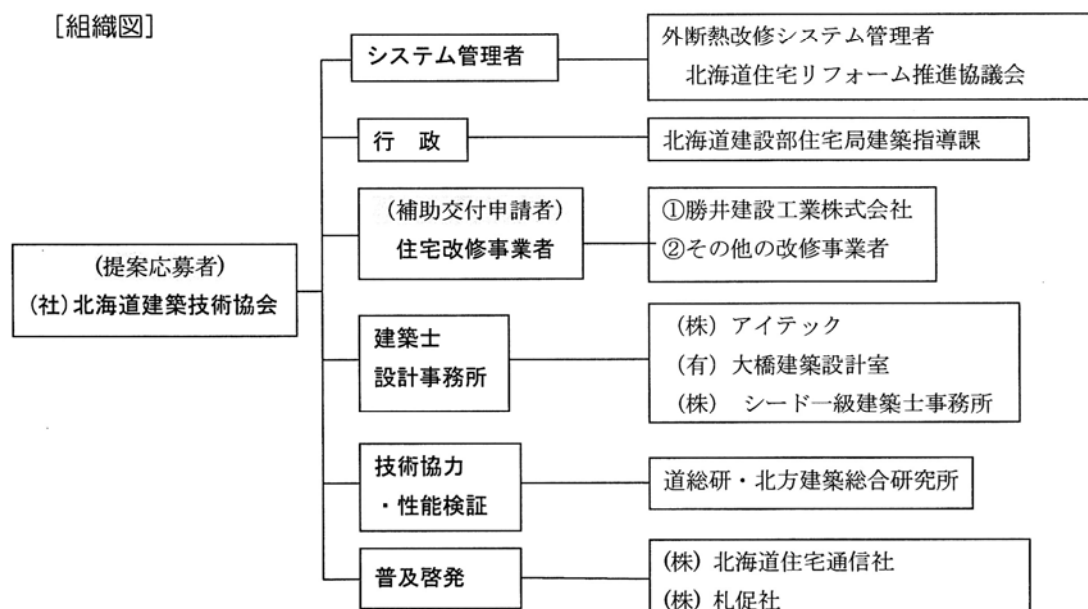 [組織図]
システム管理者
外断熱改修システム管理者
北海道住宅リフォーム推進協議会
行　政
北海道建設部住宅局建築指導課
(補助交付申請者)
住宅改修事業者
①勝井建設工業株式会社
②その他の改修事業者
(提案応募者)
(社)北海道建築技術協会
建築士
設計事務所
(株) アイテック
(有) 大橋建築設計室
(株)　シード一級建築士事務所
技術協力
・性能検証
道総研・北方建築総合研究所
普及啓発
(株) 北海道住宅通信社
(株) 札促社